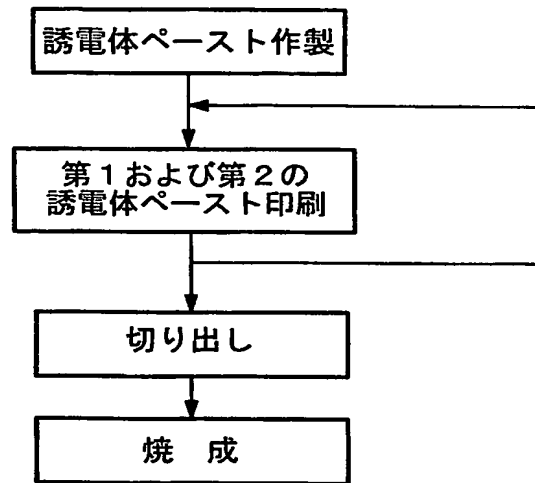 誘電体ペースト作製
第１および第２の
誘電体ペースト印刷
切り出し
焼　成